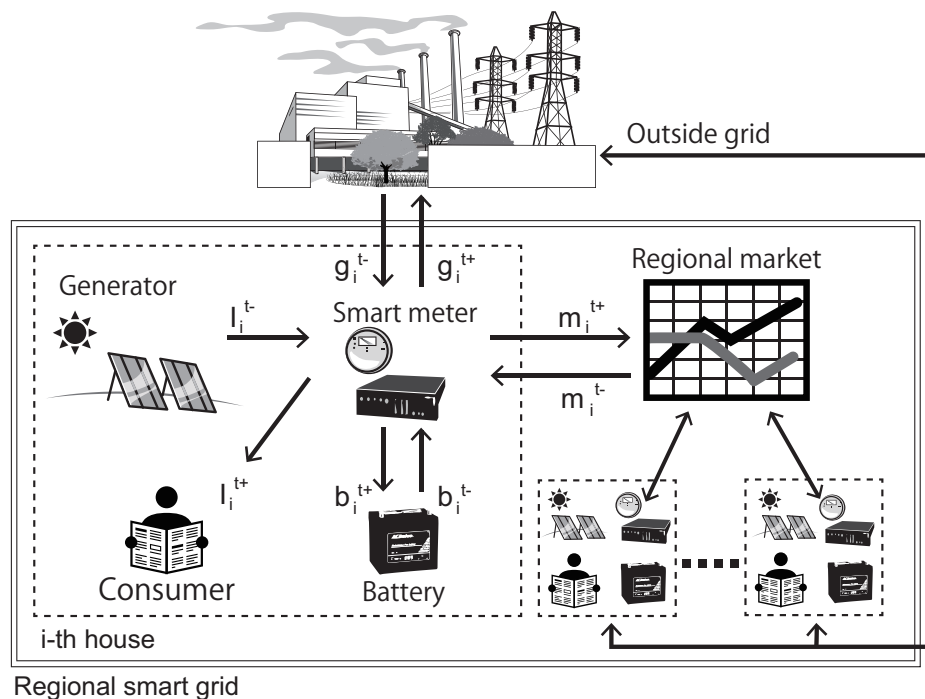 Outside grid
g_i^t- g_i^t+
Regional market
Generator
l_i^t-
Smart meter
m_i^t+
m_i^t-
l_i^t+
b_i^t+ b_i^t-
Consumer
Battery
i-th house
Regional smart grid